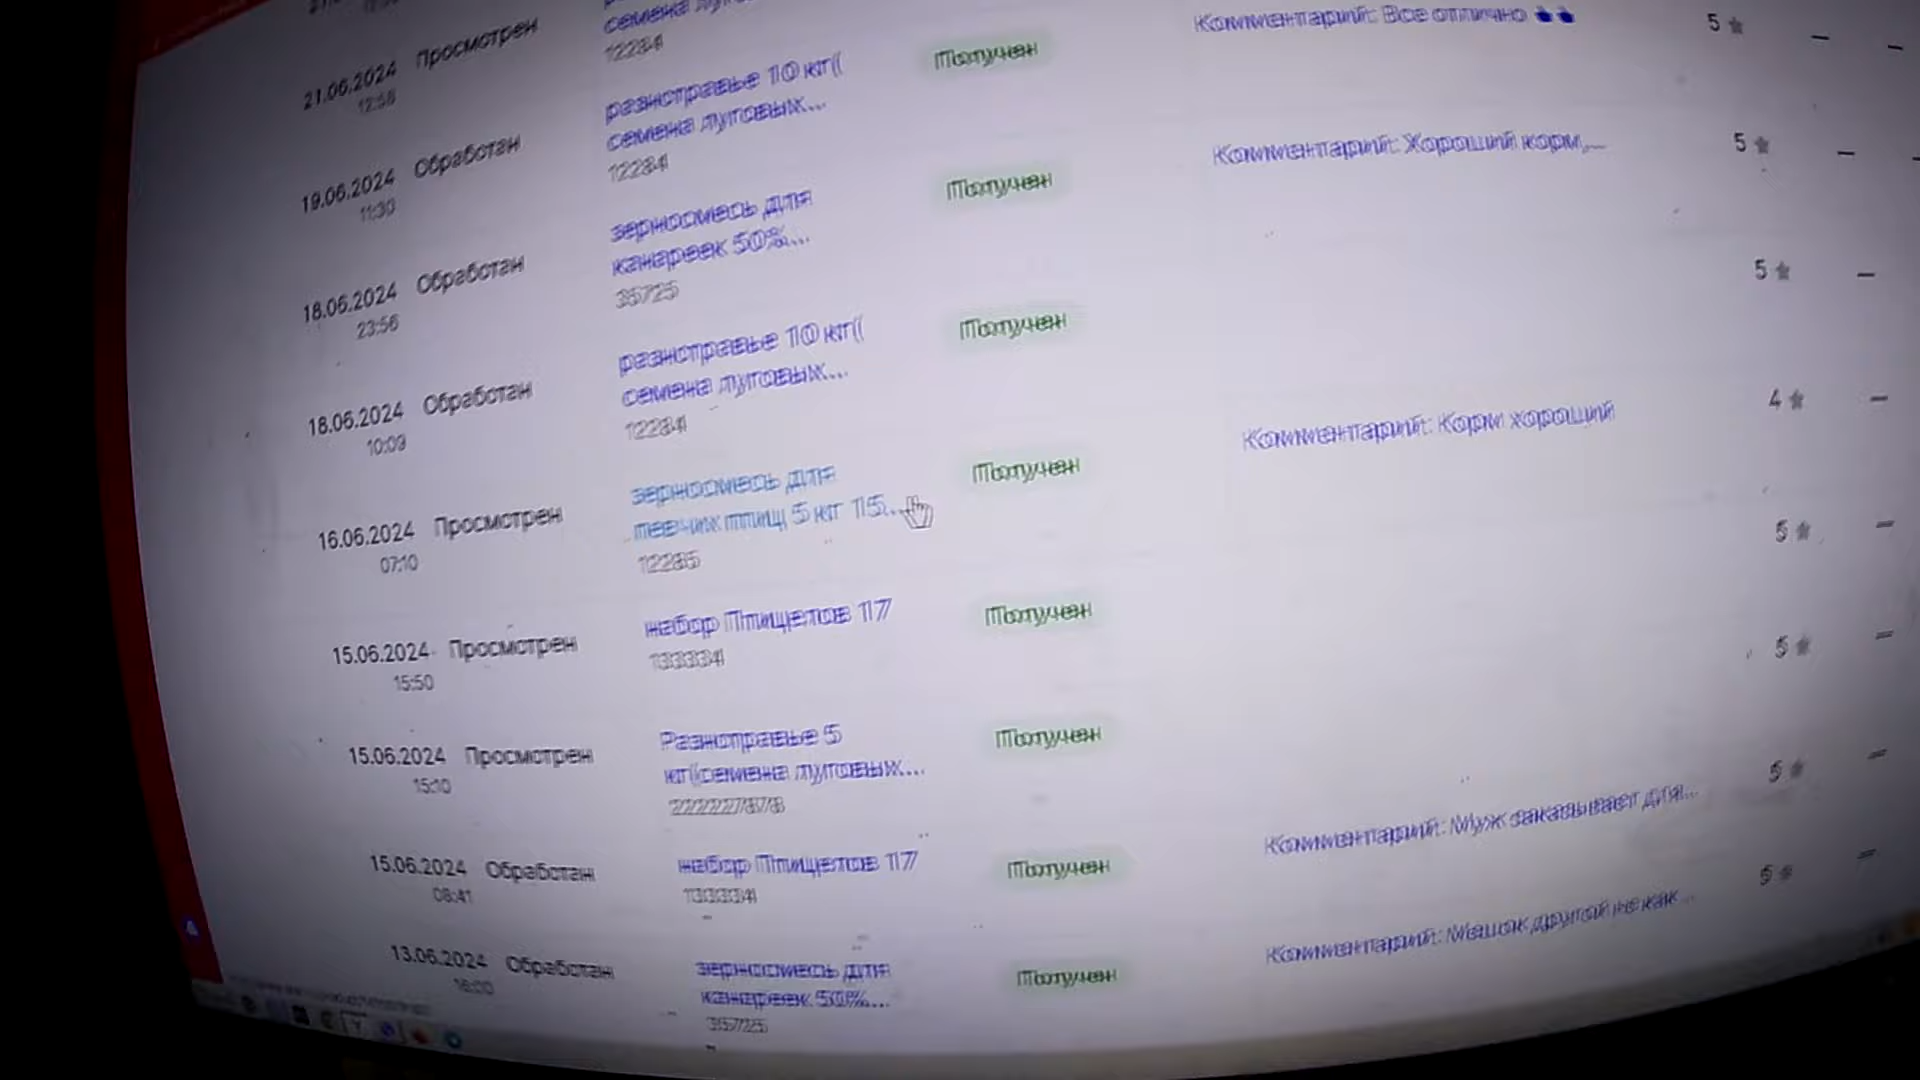 21.06.2024 Просмотрен
12:58
семена
12284
Получен
Комментарий: Все отлично 👍👍
5 ★ — —
19.06.2024 Обработан
11:30
разнотравье 10 кг((
семена луговых...
12284
Получен
Комментарий: Хороший корм,...
5 ★ —
18.06.2024 Обработан
23:56
зерносмесь для
канареек 50%...
35725
Получен
5 ★ —
18.06.2024 Обработан
10:09
разнотравье 10 кг((
семена луговых...
12284
Получен
Комментарий: Корм хороший
4 ★ —
16.06.2024 Просмотрен
07:10
зерносмесь для
певчих птиц 5 кг 15...
12285
Получен
5 ★ —
15.06.2024 Просмотрен
15:50
набор Птицелов 17
133334
Получен
5 ★ —
15.06.2024 Просмотрен
15:10
Разнотравье 5
кг((семена луговых...
222227878
Получен
Комментарий: Муж заказывает для...
5 ★ —
15.06.2024 Обработан
08:41
набор Птицелов 17
133334
Получен
Комментарий: Мешок другой не как...
5 ★ —
13.06.2024 Обработан
зерносмесь для
канареек 50%...
35725
Получен